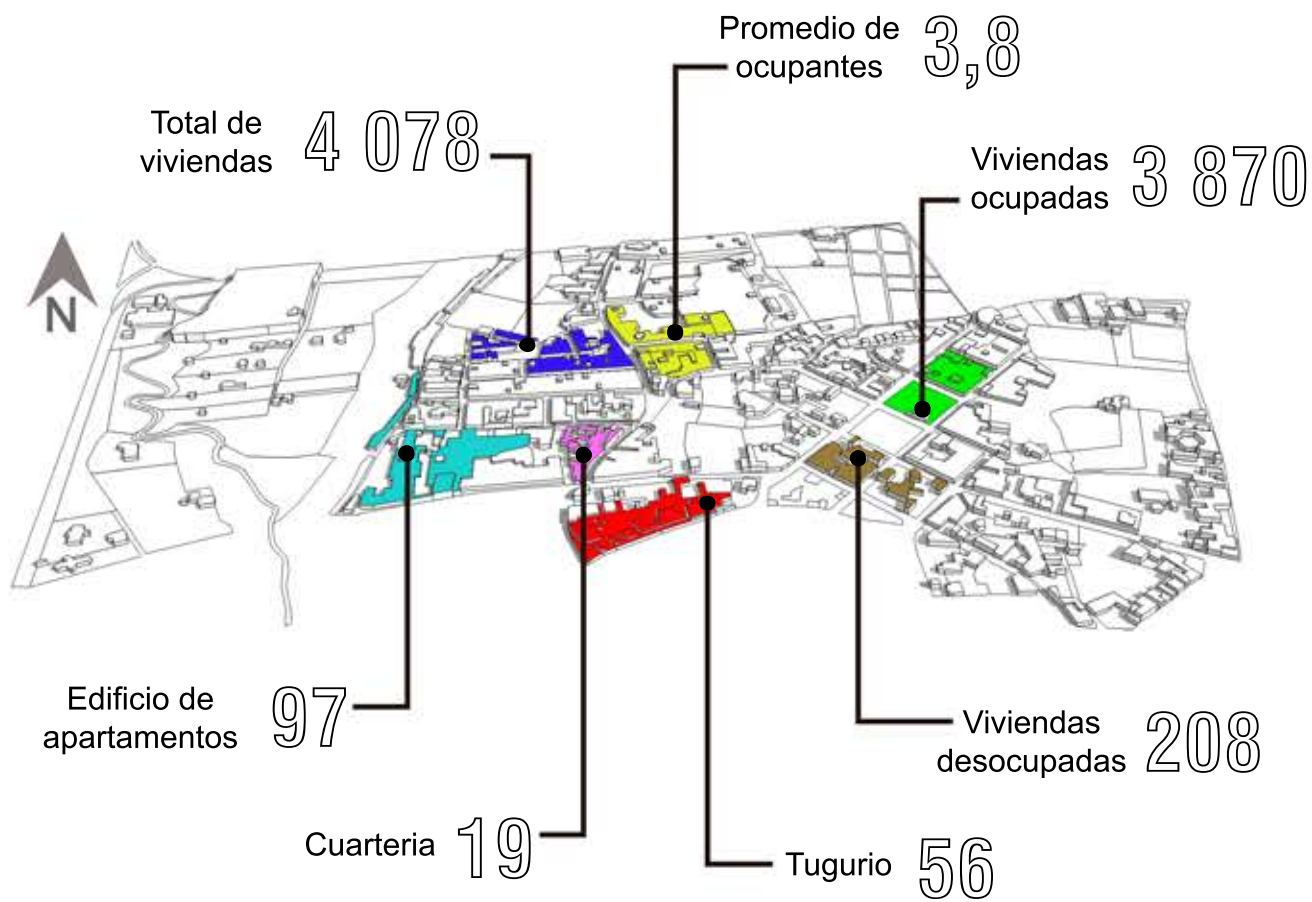 Promedio de
ocupantes 3,8
Total de
viviendas 4 078
Viviendas
ocupadas 3 870
N
Edificio de
apartamentos 97
Viviendas
desocupadas 208
Cuarteria 19
Tugurio 56